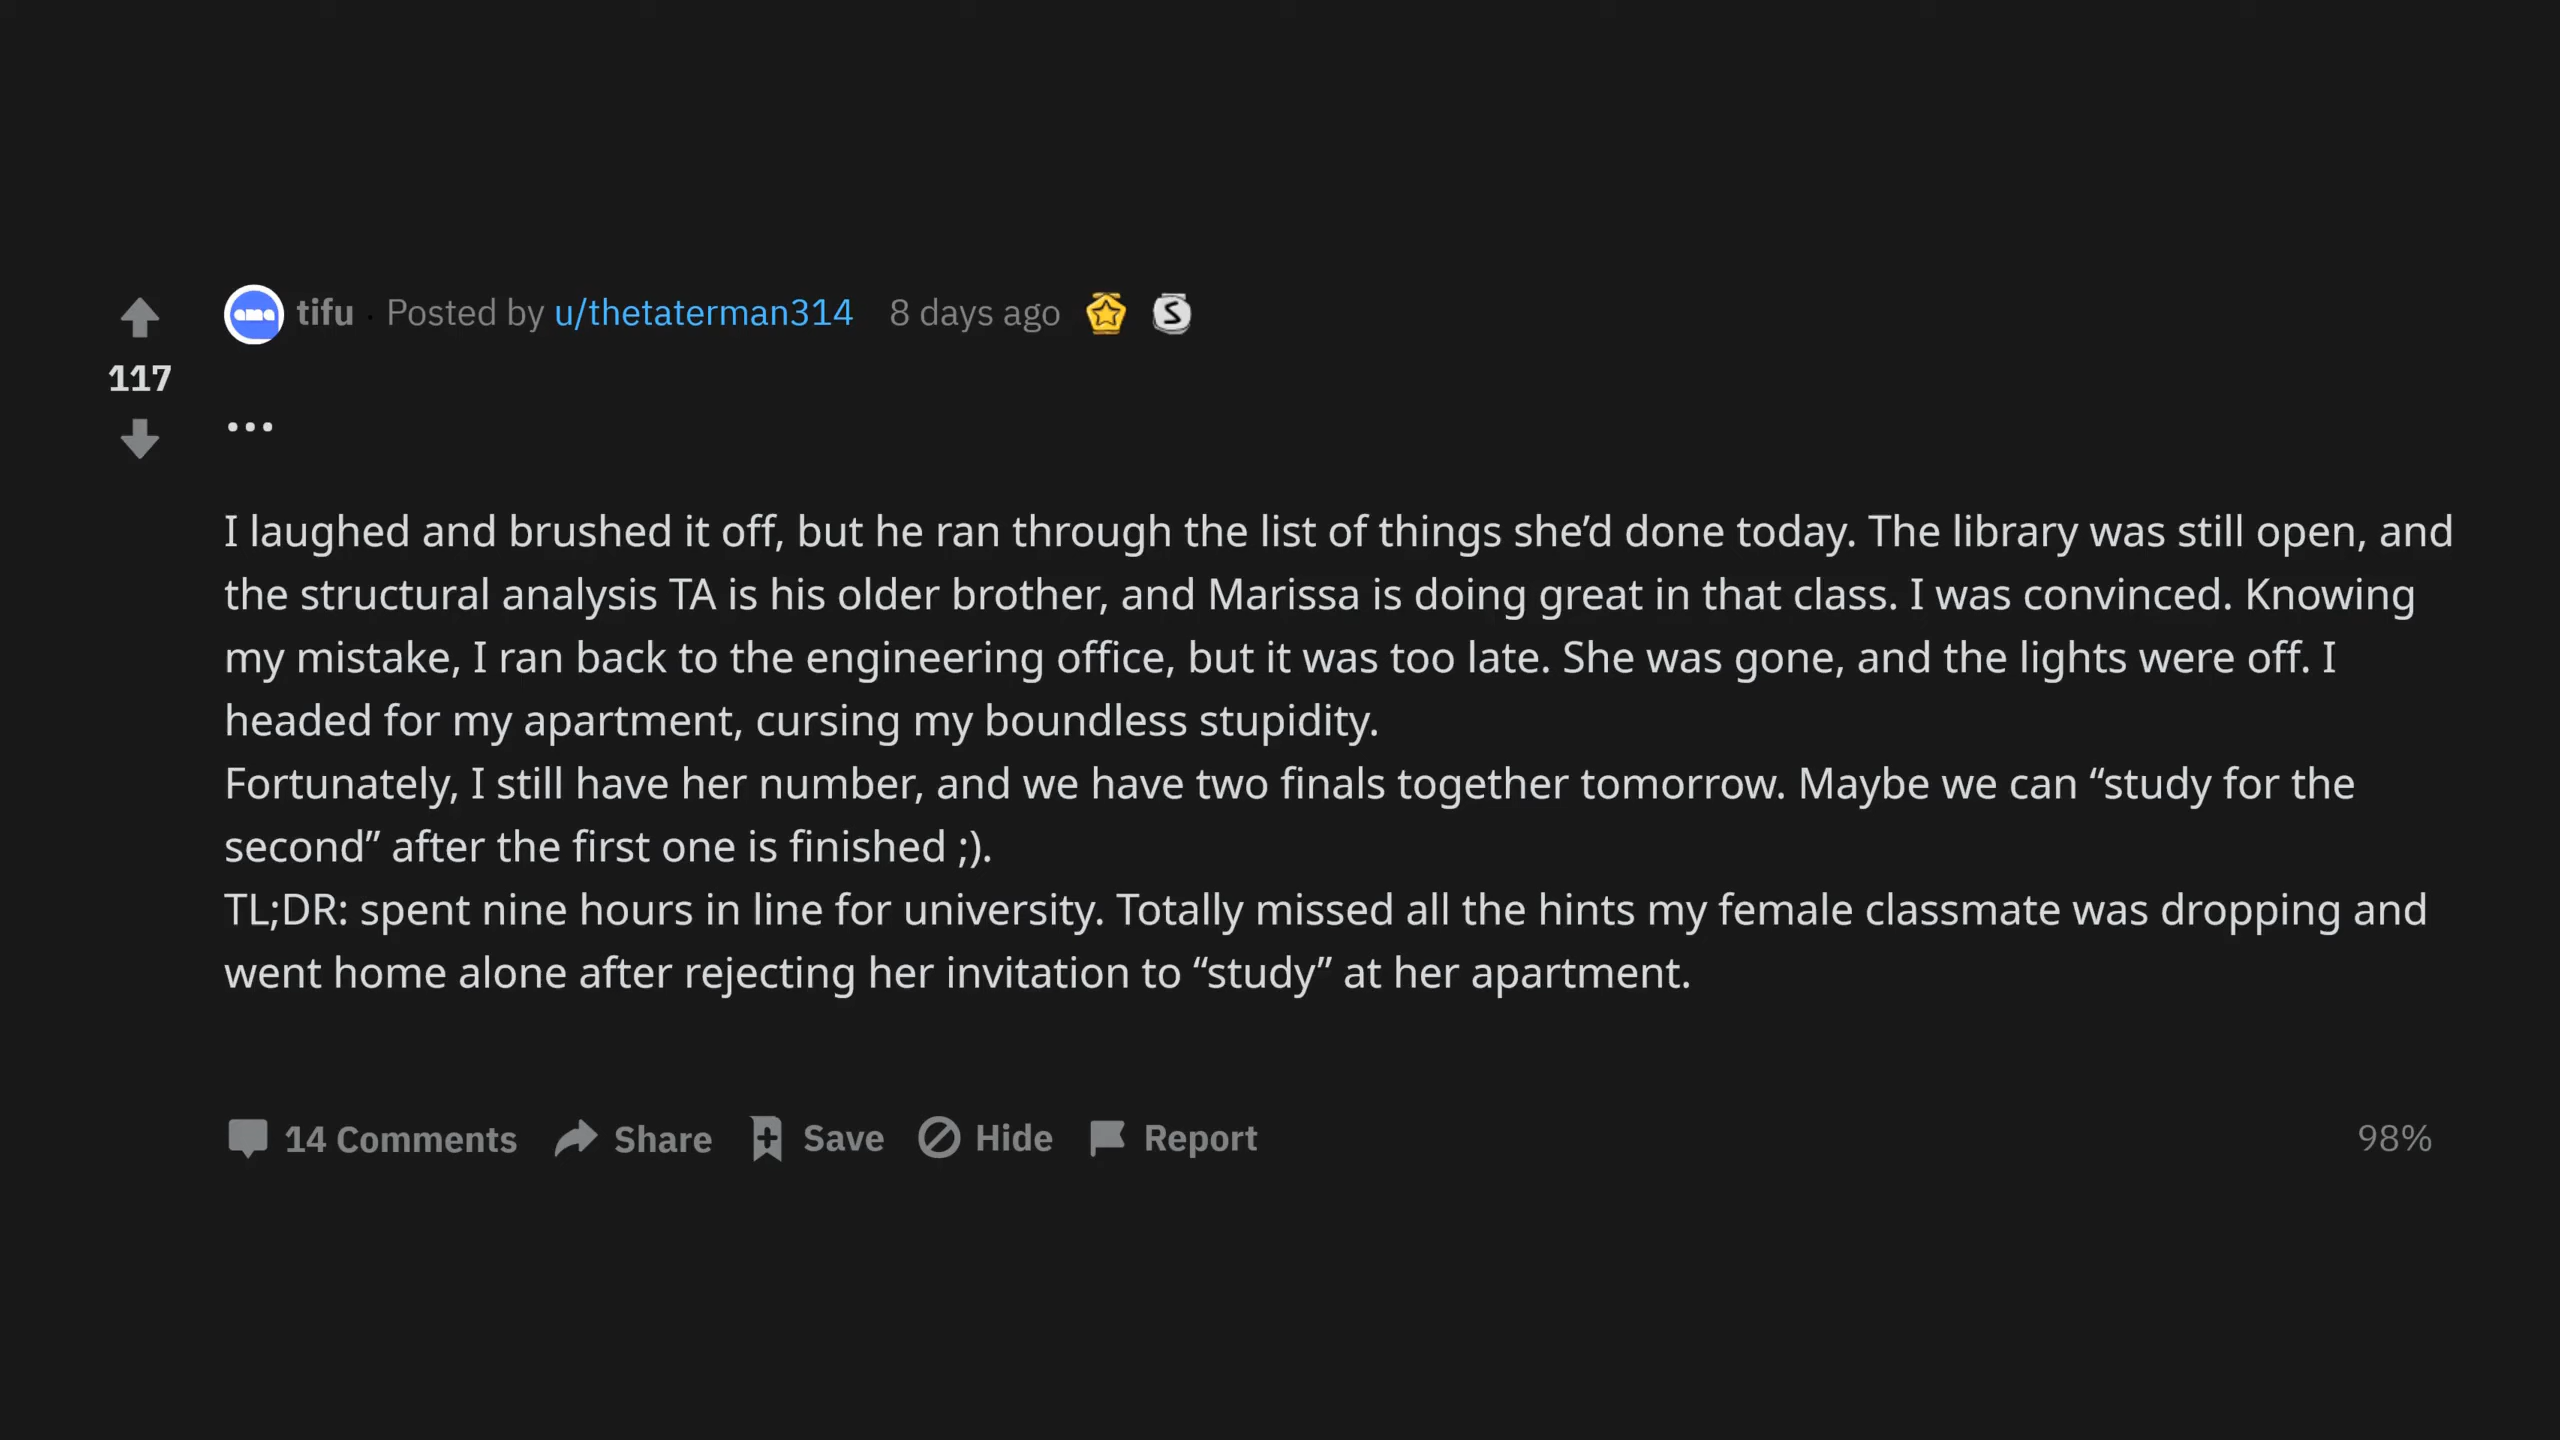 ama tifu · Posted by u/thetaterman314 8 days ago S
117
...
I laughed and brushed it off, but he ran through the list of things she’d done today. The library was still open, and
the structural analysis TA is his older brother, and Marissa is doing great in that class. I was convinced. Knowing
my mistake, I ran back to the engineering office, but it was too late. She was gone, and the lights were off. I
headed for my apartment, cursing my boundless stupidity.
Fortunately, I still have her number, and we have two finals together tomorrow. Maybe we can “study for the
second” after the first one is finished ;).
TL;DR: spent nine hours in line for university. Totally missed all the hints my female classmate was dropping and
went home alone after rejecting her invitation to “study” at her apartment.
14 Comments Share Save Hide Report 98%